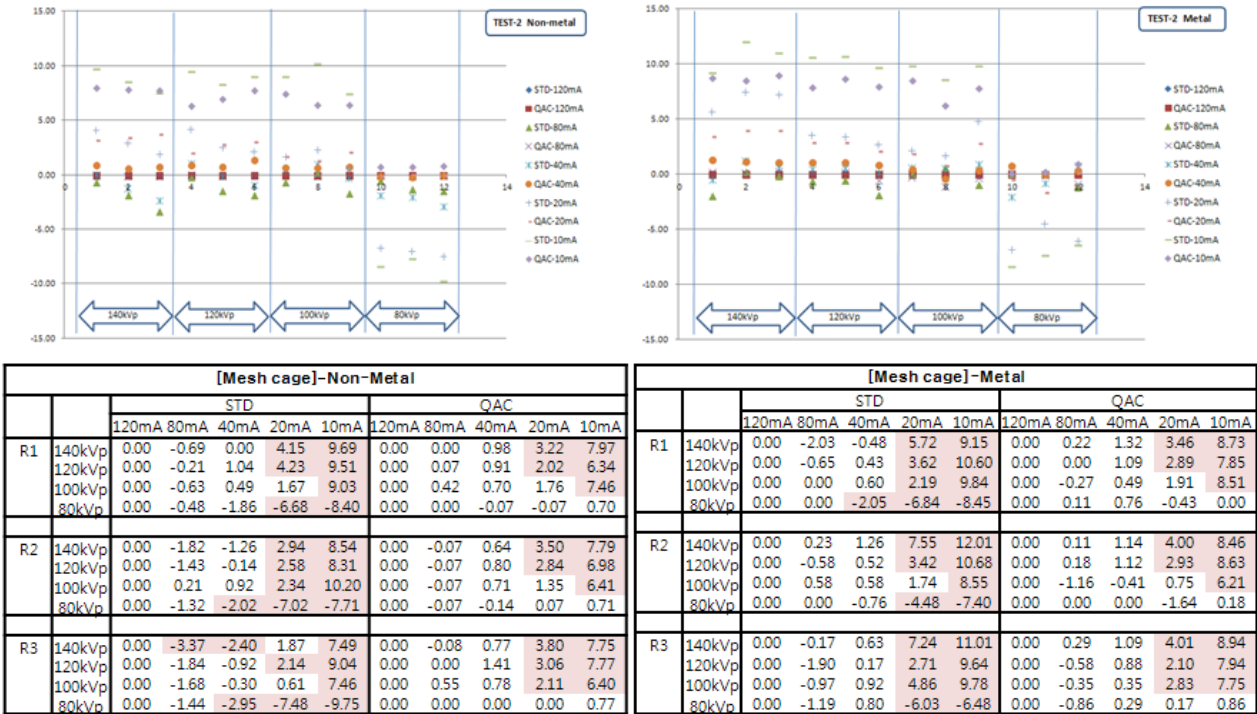 TEST-2 Non-metal
15.00
10.00
5.00
0.00
-5.00
-10.00
-15.00
0 2 4 6 8 10 12 14
140kVp 120kVp 100kVp 80kVp
STD-120mA
QAC-120mA
STD-80mA
QAC-80mA
STD-40mA
QAC-40mA
STD-20mA
QAC-20mA
STD-10mA
QAC-10mA
TEST-2 Metal
15.00
10.00
5.00
0.00
-5.00
-10.00
-15.00
0 2 4 6 8 10 12 14
140kVp 120kVp 100kVp 80kVp
STD-120mA
QAC-120mA
STD-80mA
QAC-80mA
STD-40mA
QAC-40mA
STD-20mA
QAC-20mA
STD-10mA
QAC-10mA
[Mesh cage]-Non-Metal
STD QAC
120mA 80mA 40mA 20mA 10mA 120mA 80mA 40mA 20mA 10mA
R1 140kVp 0.00 -0.69 0.00 4.15 9.69 0.00 0.00 0.98 3.22 7.97
120kVp 0.00 -0.21 1.04 4.23 9.51 0.00 0.07 0.91 2.02 6.34
100kVp 0.00 -0.63 0.49 1.67 9.03 0.00 0.42 0.70 1.76 7.46
80kVp 0.00 -0.48 -1.86 -6.68 -8.40 0.00 0.00 -0.07 -0.07 0.70
R2 140kVp 0.00 -1.82 -1.26 2.94 8.54 0.00 -0.07 0.64 3.50 7.79
120kVp 0.00 -1.43 -0.14 2.58 8.31 0.00 -0.07 0.80 2.84 6.98
100kVp 0.00 0.21 0.92 2.34 10.20 0.00 -0.07 0.71 1.35 6.41
80kVp 0.00 -1.32 -2.02 -7.02 -7.71 0.00 -0.07 -0.14 0.07 0.71
R3 140kVp 0.00 -3.37 -2.40 1.87 7.49 0.00 -0.08 0.77 3.80 7.75
120kVp 0.00 -1.84 -0.92 2.14 9.04 0.00 0.00 1.41 3.06 7.77
100kVp 0.00 -1.68 -0.30 0.61 7.46 0.00 0.55 0.78 2.11 6.40
80kVp 0.00 -1.44 -2.95 -7.48 -9.75 0.00 0.00 0.00 0.00 0.77
[Mesh cage]-Metal
STD QAC
120mA 80mA 40mA 20mA 10mA 120mA 80mA 40mA 20mA 10mA
R1 140kVp 0.00 -2.03 -0.48 5.72 9.15 0.00 0.22 1.32 3.46 8.73
120kVp 0.00 -0.65 0.43 3.62 10.60 0.00 0.00 1.09 2.89 7.85
100kVp 0.00 0.00 0.60 2.19 9.84 0.00 -0.27 0.49 1.91 8.51
80kVp 0.00 0.00 -2.05 -6.84 -8.45 0.00 0.11 0.76 -0.43 0.00
R2 140kVp 0.00 0.23 1.26 7.55 12.01 0.00 0.11 1.14 4.00 8.46
120kVp 0.00 -0.58 0.52 3.42 10.68 0.00 0.18 1.12 2.93 8.63
100kVp 0.00 0.58 0.58 1.74 8.55 0.00 -1.16 -0.41 0.75 6.21
80kVp 0.00 0.00 -0.76 -4.48 -7.40 0.00 0.00 0.00 -1.64 0.18
R3 140kVp 0.00 -0.17 0.63 7.24 11.01 0.00 0.29 1.09 4.01 8.94
120kVp 0.00 -1.90 0.17 2.71 9.64 0.00 -0.58 0.88 2.10 7.94
100kVp 0.00 -0.97 0.92 4.86 9.78 0.00 -0.35 0.35 2.83 7.75
80kVp 0.00 -1.19 0.80 -6.03 -6.48 0.00 -0.86 0.29 0.17 0.86